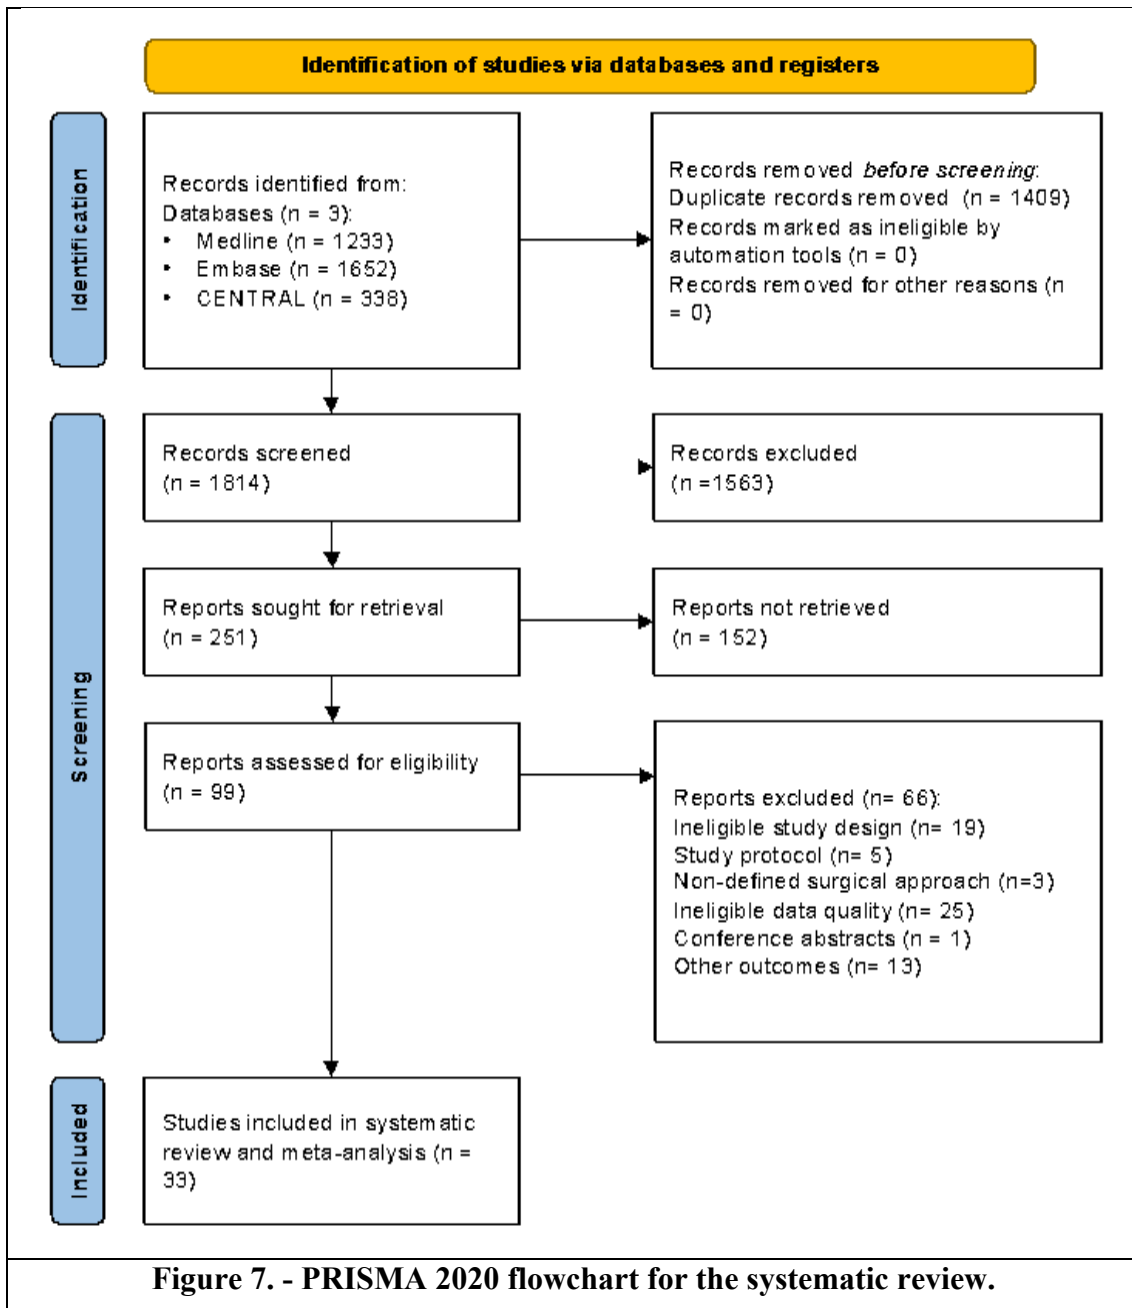 Identification of studies via databases and registers
Identification
Records identified from:
Databases (n = 3):
• Medline (n = 1233)
• Embase (n = 1652)
• CENTRAL (n = 338)
Records removed before screening:
Duplicate records removed (n = 1409)
Records marked as ineligible by
automation tools (n = 0)
Records removed for other reasons (n
= 0)
Screening
Records screened
(n = 1814)
Records excluded
(n =1563)
Reports sought for retrieval
(n = 251)
Reports not retrieved
(n = 152)
Reports assessed for eligibility
(n = 99)
Reports excluded (n= 66):
Ineligible study design (n= 19)
Study protocol (n= 5)
Non-defined surgical approach (n=3)
Ineligible data quality (n= 25)
Conference abstracts (n = 1)
Other outcomes (n= 13)
Included
Studies included in systematic
review and meta-analysis (n =
33)
Figure 7. - PRISMA 2020 flowchart for the systematic review.